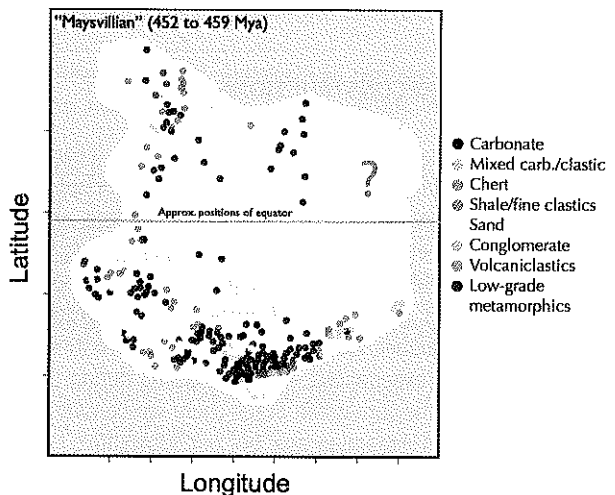 "Maysvillian" (452 to 459 Mya)
?
Approx. positions of equator
Latitude
Longitude
Carbonate
Mixed carb./clastic
Chert
Shale/fine clastics
Sand
Conglomerate
Volcaniclastics
Low-grade
metamorphics